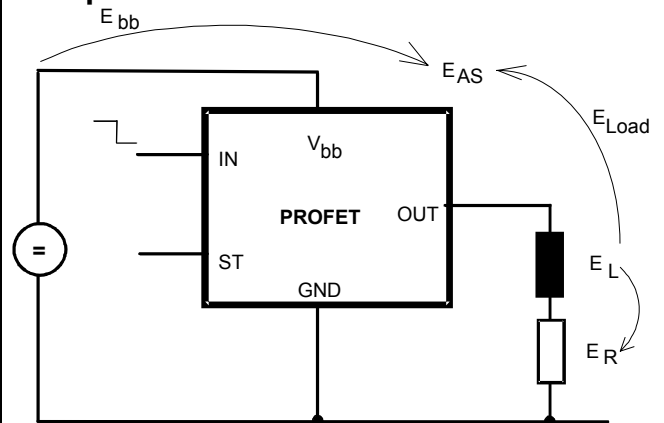 E bb
E AS
E Load
V bb
IN
PROFET
OUT
=
ST
E L
GND
E R